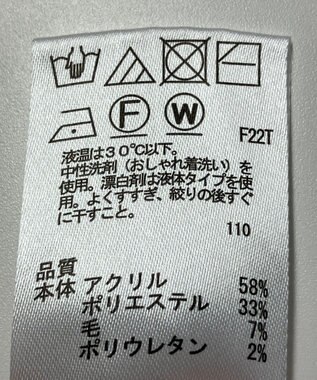 F W F22T
液温は30℃以下。
中性洗剤（おしゃれ着洗い）を
使用。漂白剤は液体タイプを使
用。よくすすぎ、絞りの後すぐ
に干すこと。
110
品質
本体 アクリル 58%
ポリエステル 33%
毛 7%
ポリウレタン 2%